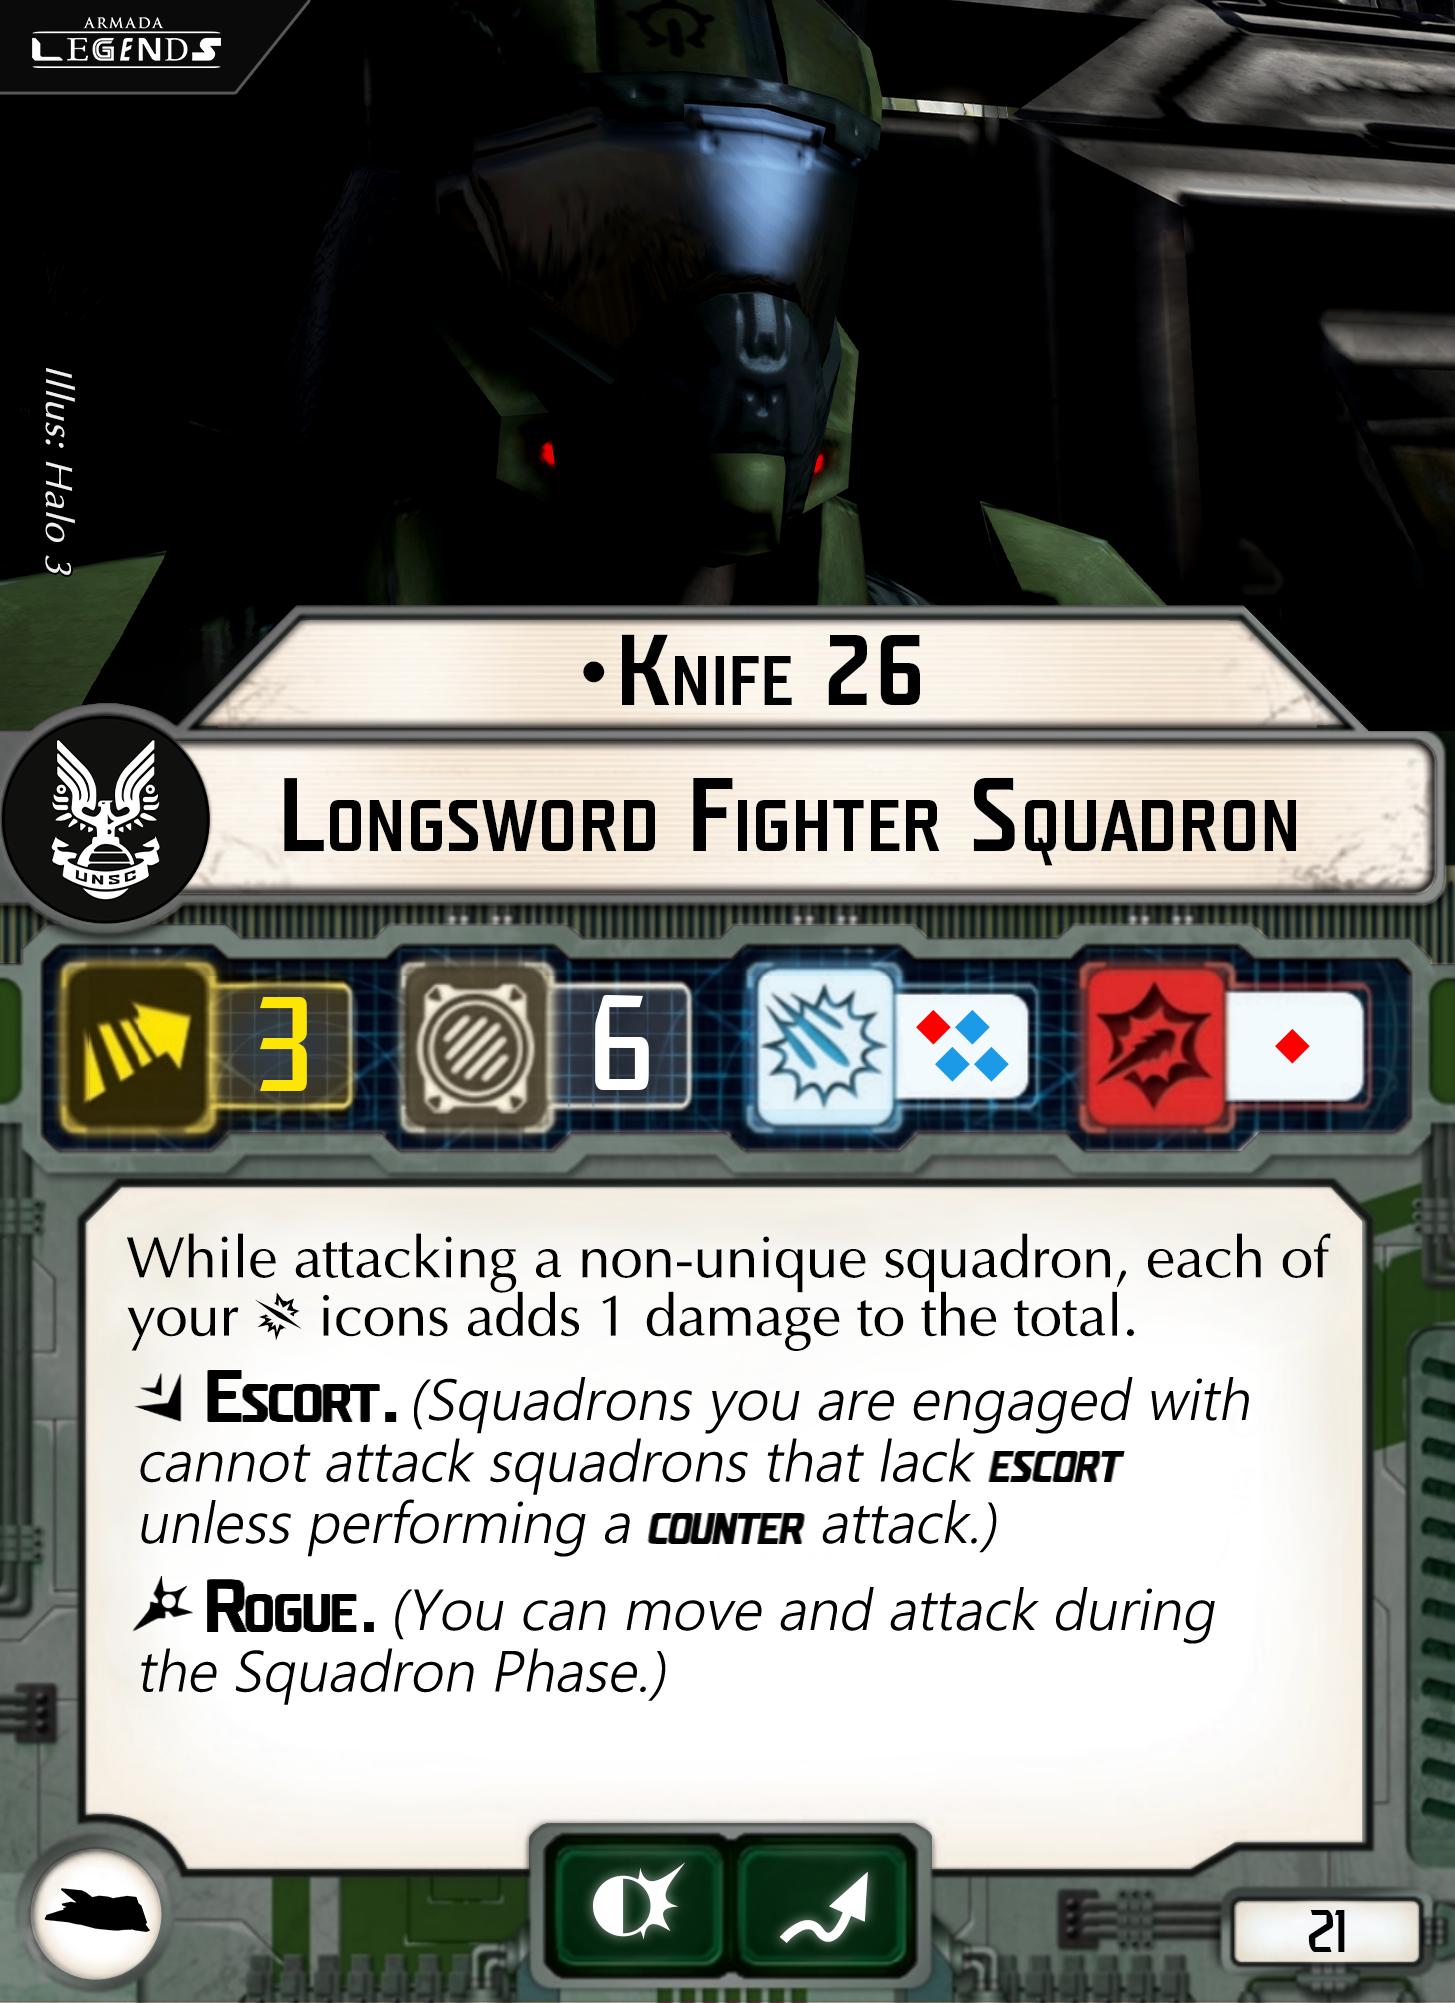 ARMADA
LEGENDS
Illus: Halo 3
•Knife 26
UNSC
Longsword Fighter Squadron
3
6
While attacking a non-unique squadron, each of
your icons adds 1 damage to the total.
Escort. (Squadrons you are engaged with
cannot attack squadrons that lack ESCORT
unless performing a COUNTER attack.)
Rogue. (You can move and attack during
the Squadron Phase.)
21